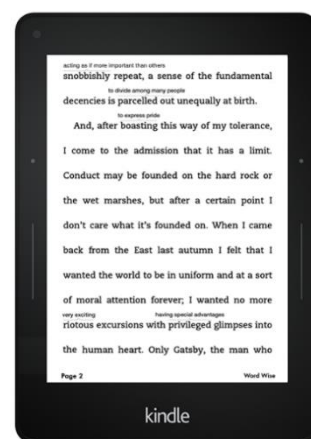 acting as if more important than others
snobbishly repeat, a sense of the fundamental
to divide among many people
decencies is parcelled out unequally at birth.
to express pride
And, after boasting this way of my tolerance,
I come to the admission that it has a limit.
Conduct may be founded on the hard rock or
the wet marshes, but after a certain point I
don't care what it's founded on. When I came
back from the East last autumn I felt that I
wanted the world to be in uniform and at a sort
of moral attention forever; I wanted no more
very exciting having special advantages
riotous excursions with privileged glimpses into
the human heart. Only Gatsby, the man who
Page 2 Word Wise
kindle